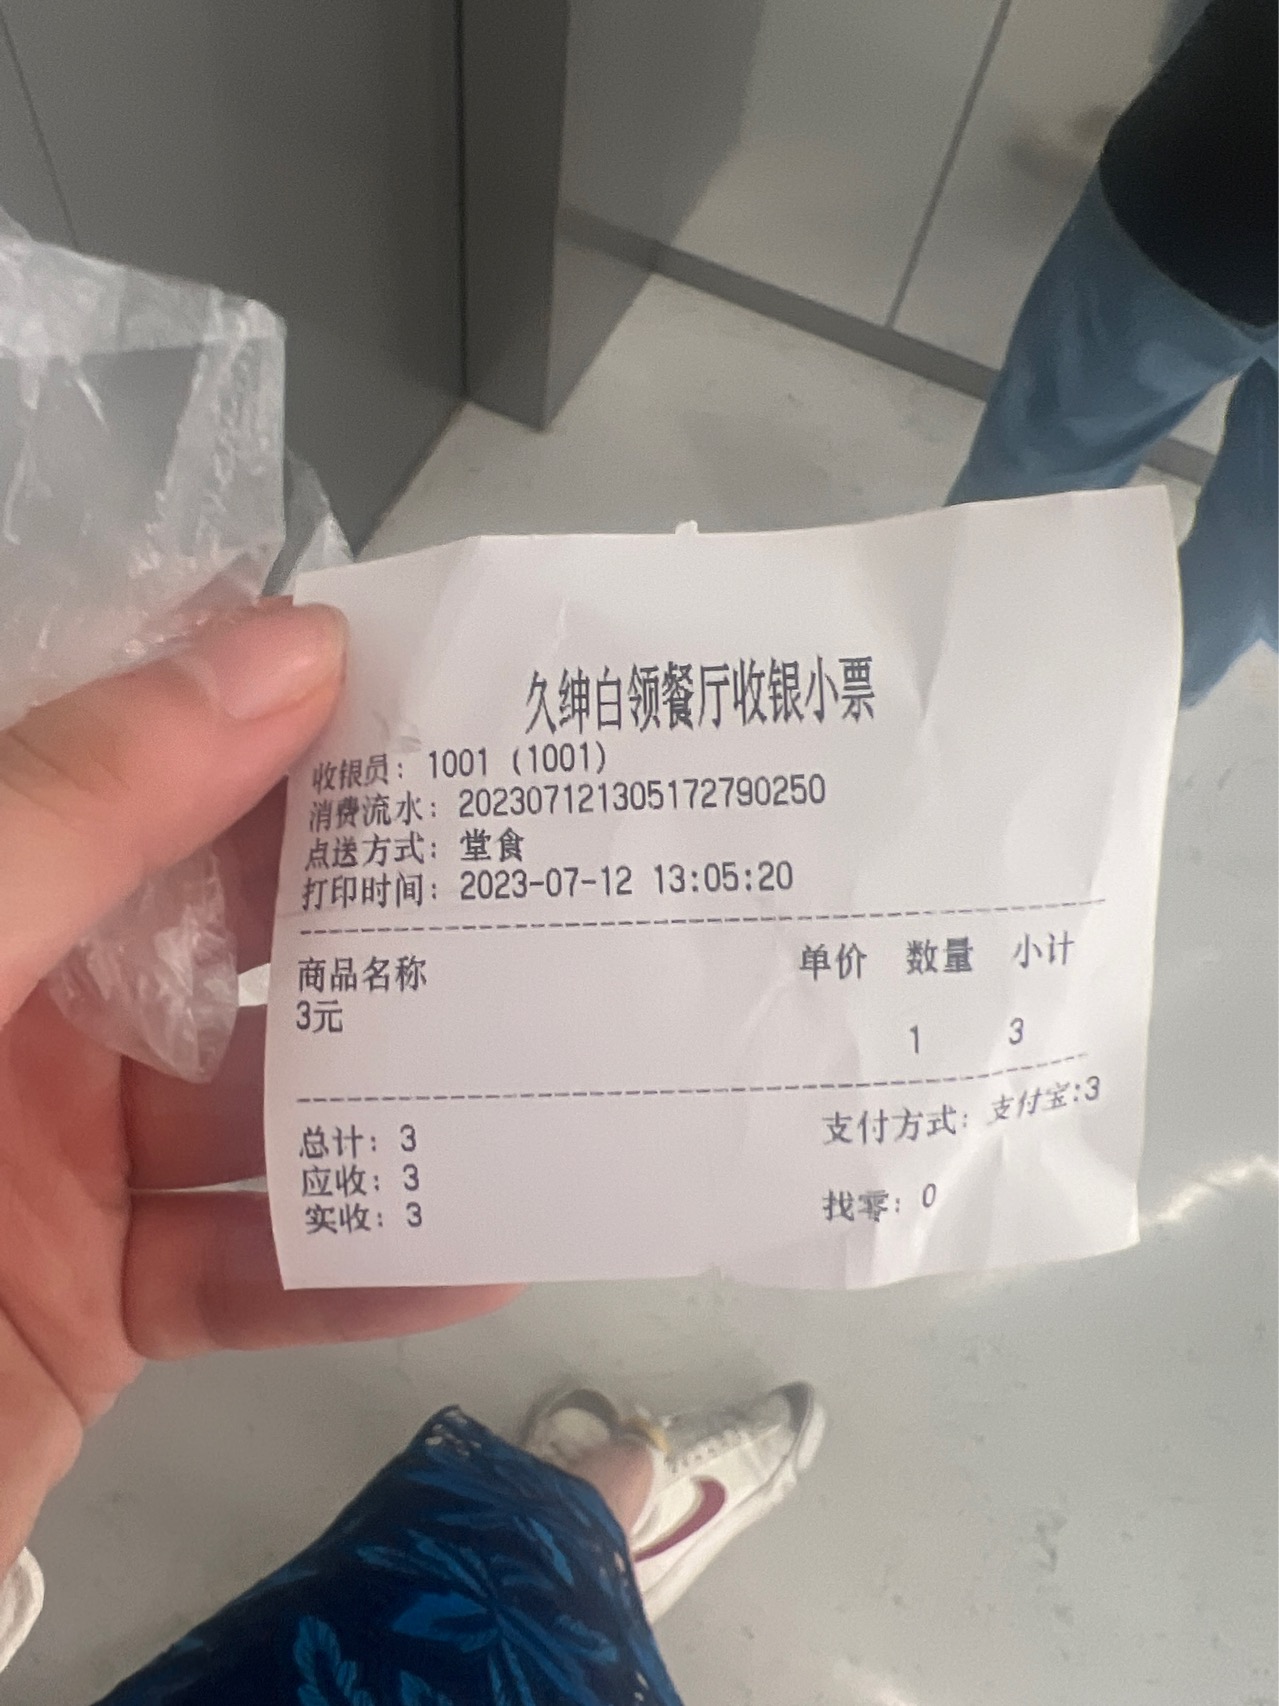 久绅白领餐厅收银小票
收银员：1001（1001）
消费流水：202307121305172790250
点送方式：堂食
打印时间：2023-07-12 13:05:20
商品名称 单价 数量 小计
3元
1 3
总计：3 支付方式：支付宝:3
应收：3
实收：3 找零：0